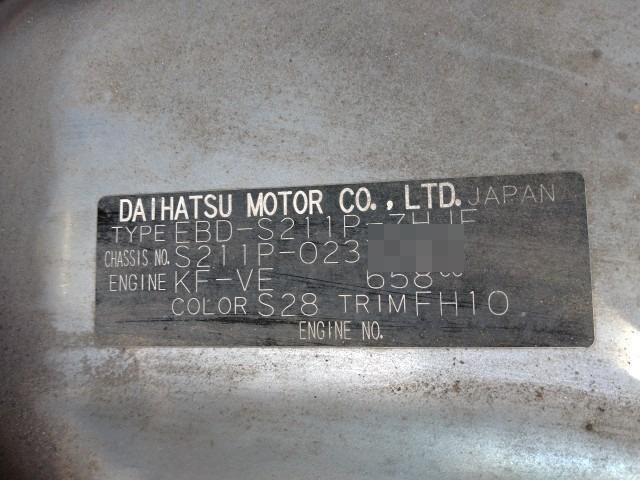 DAIHATSU MOTOR CO., LTD. JAPAN
TYPE EBD-S211P-
CHASSIS NO. S211P-023
ENGINE KF-VE 658
COLOR S28 TRIM FH10
ENGINE NO.